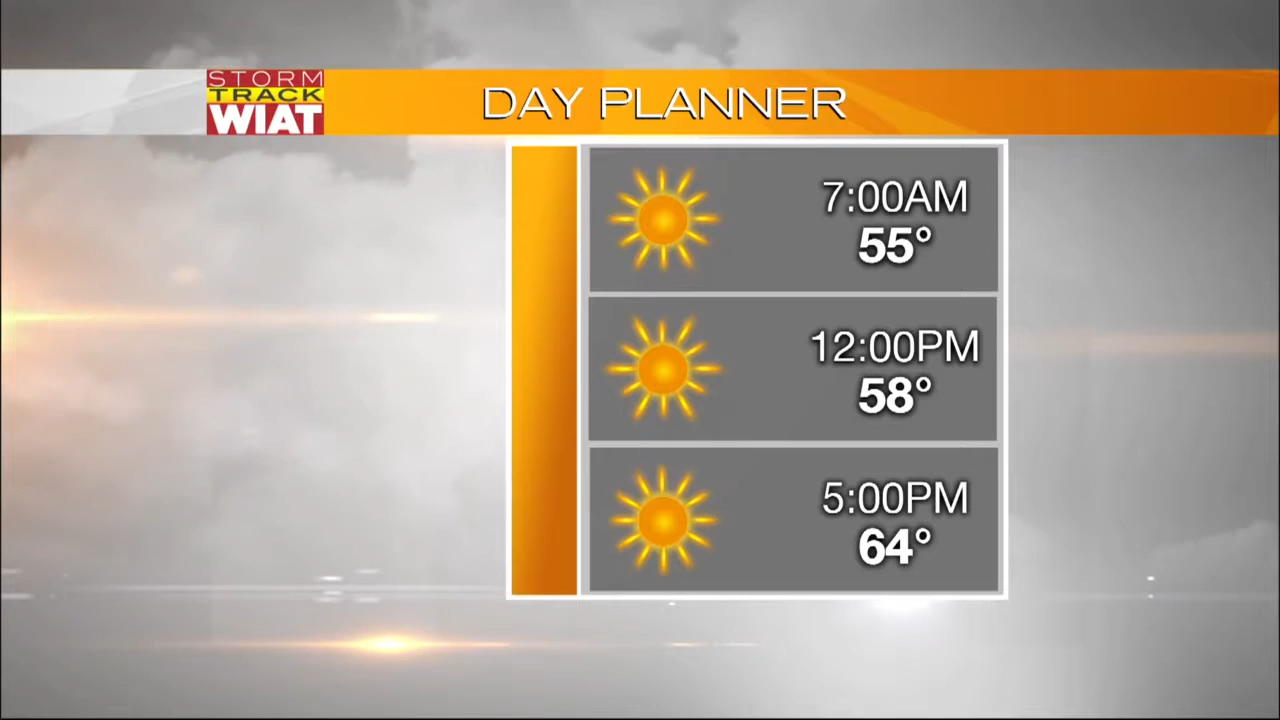 STORM
TRACK
WIAT
DAY PLANNER
7:00AM
55°
12:00PM
58°
5:00PM
64°